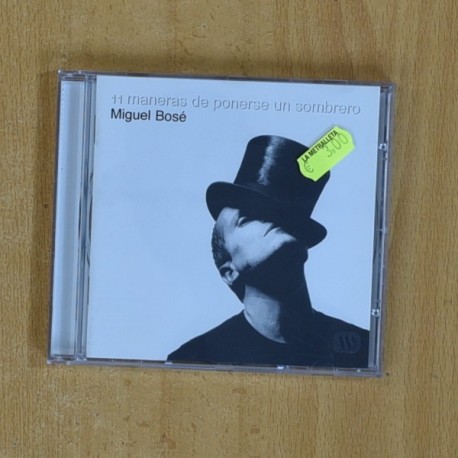 11 maneras de ponerse un sombrero
Miguel Bosé
LA METRALLETA
€ 3,00
W